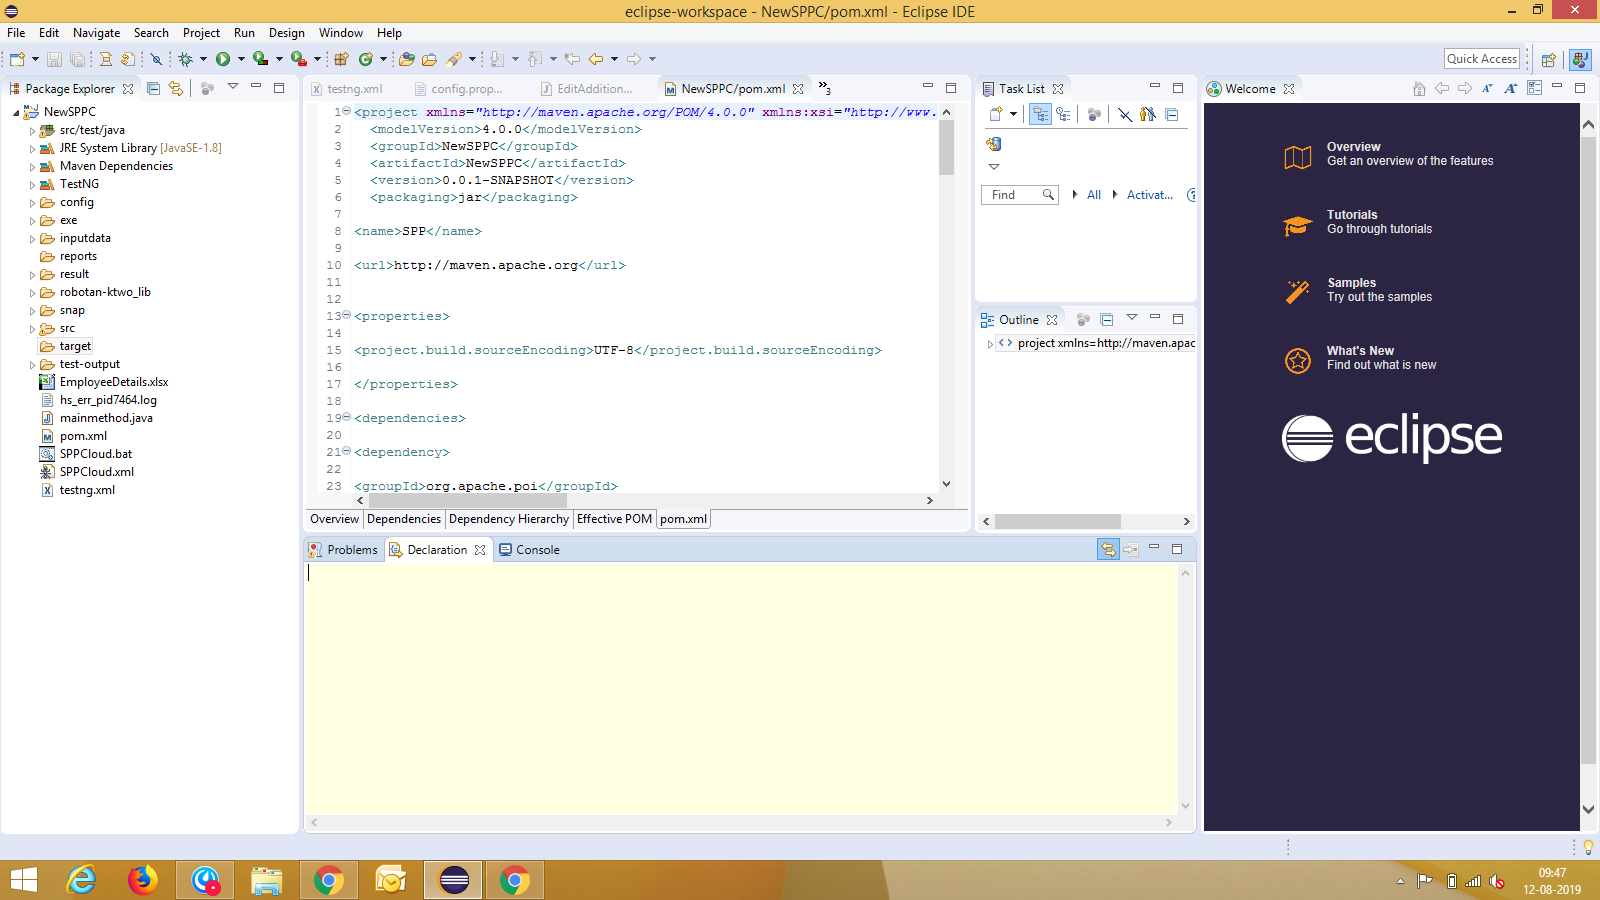 eclipse-workspace - NewSPPC/pom.xml - Eclipse IDE
File Edit Navigate Search Project Run Design Window Help
Quick Access
Package Explorer
NewSPPC
src/test/java
JRE System Library [JavaSE-1.8]
Maven Dependencies
TestNG
config
exe
inputdata
reports
result
robotan-ktwo_lib
snap
src
target
test-output
EmployeeDetails.xlsx
hs_err_pid7464.log
mainmethod.java
pom.xml
SPPCloud.bat
SPPCloud.xml
testng.xml
testng.xml config.prop... EditAddition... NewSPPC/pom.xml »3
1 <project xmlns="http://maven.apache.org/POM/4.0.0" xmlns:xsi="http://www.
2 <modelVersion>4.0.0</modelVersion>
3 <groupId>NewSPPC</groupId>
4 <artifactId>NewSPPC</artifactId>
5 <version>0.0.1-SNAPSHOT</version>
6 <packaging>jar</packaging>
7
8 <name>SPP</name>
9
10 <url>http://maven.apache.org</url>
11
12
13 <properties>
14
15 <project.build.sourceEncoding>UTF-8</project.build.sourceEncoding>
16
17 </properties>
18
19 <dependencies>
20
21 <dependency>
22
23 <groupId>org.apache.poi</groupId>
Overview Dependencies Dependency Hierarchy Effective POM pom.xml
Problems Declaration Console
Task List
Find All Activat...
Outline
<> project xmlns=http://maven.apac
Welcome
Overview
Get an overview of the features
Tutorials
Go through tutorials
Samples
Try out the samples
What's New
Find out what is new
eclipse
09:47
12-08-2019